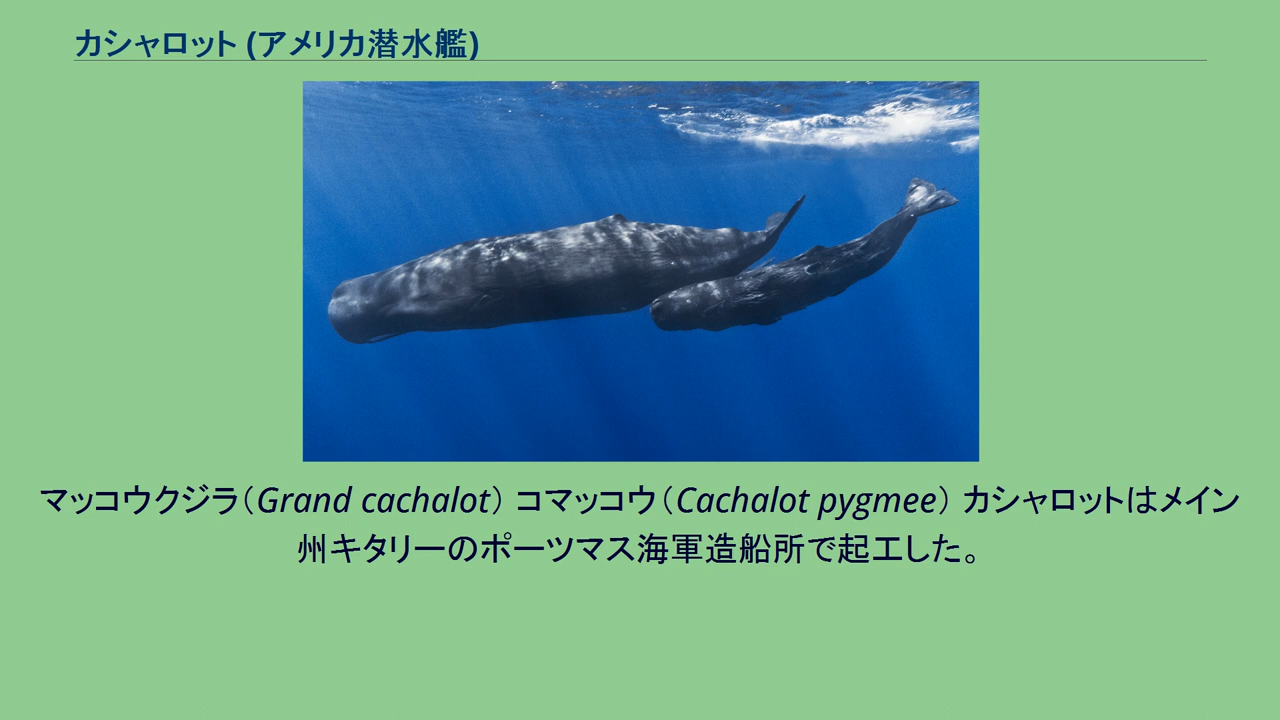 カシャロット (アメリカ潜水艦)
マッコウクジラ（Grand cachalot） コマッコウ（Cachalot pygmee） カシャロットはメイン
州キタリーのポーツマス海軍造船所で起工した。